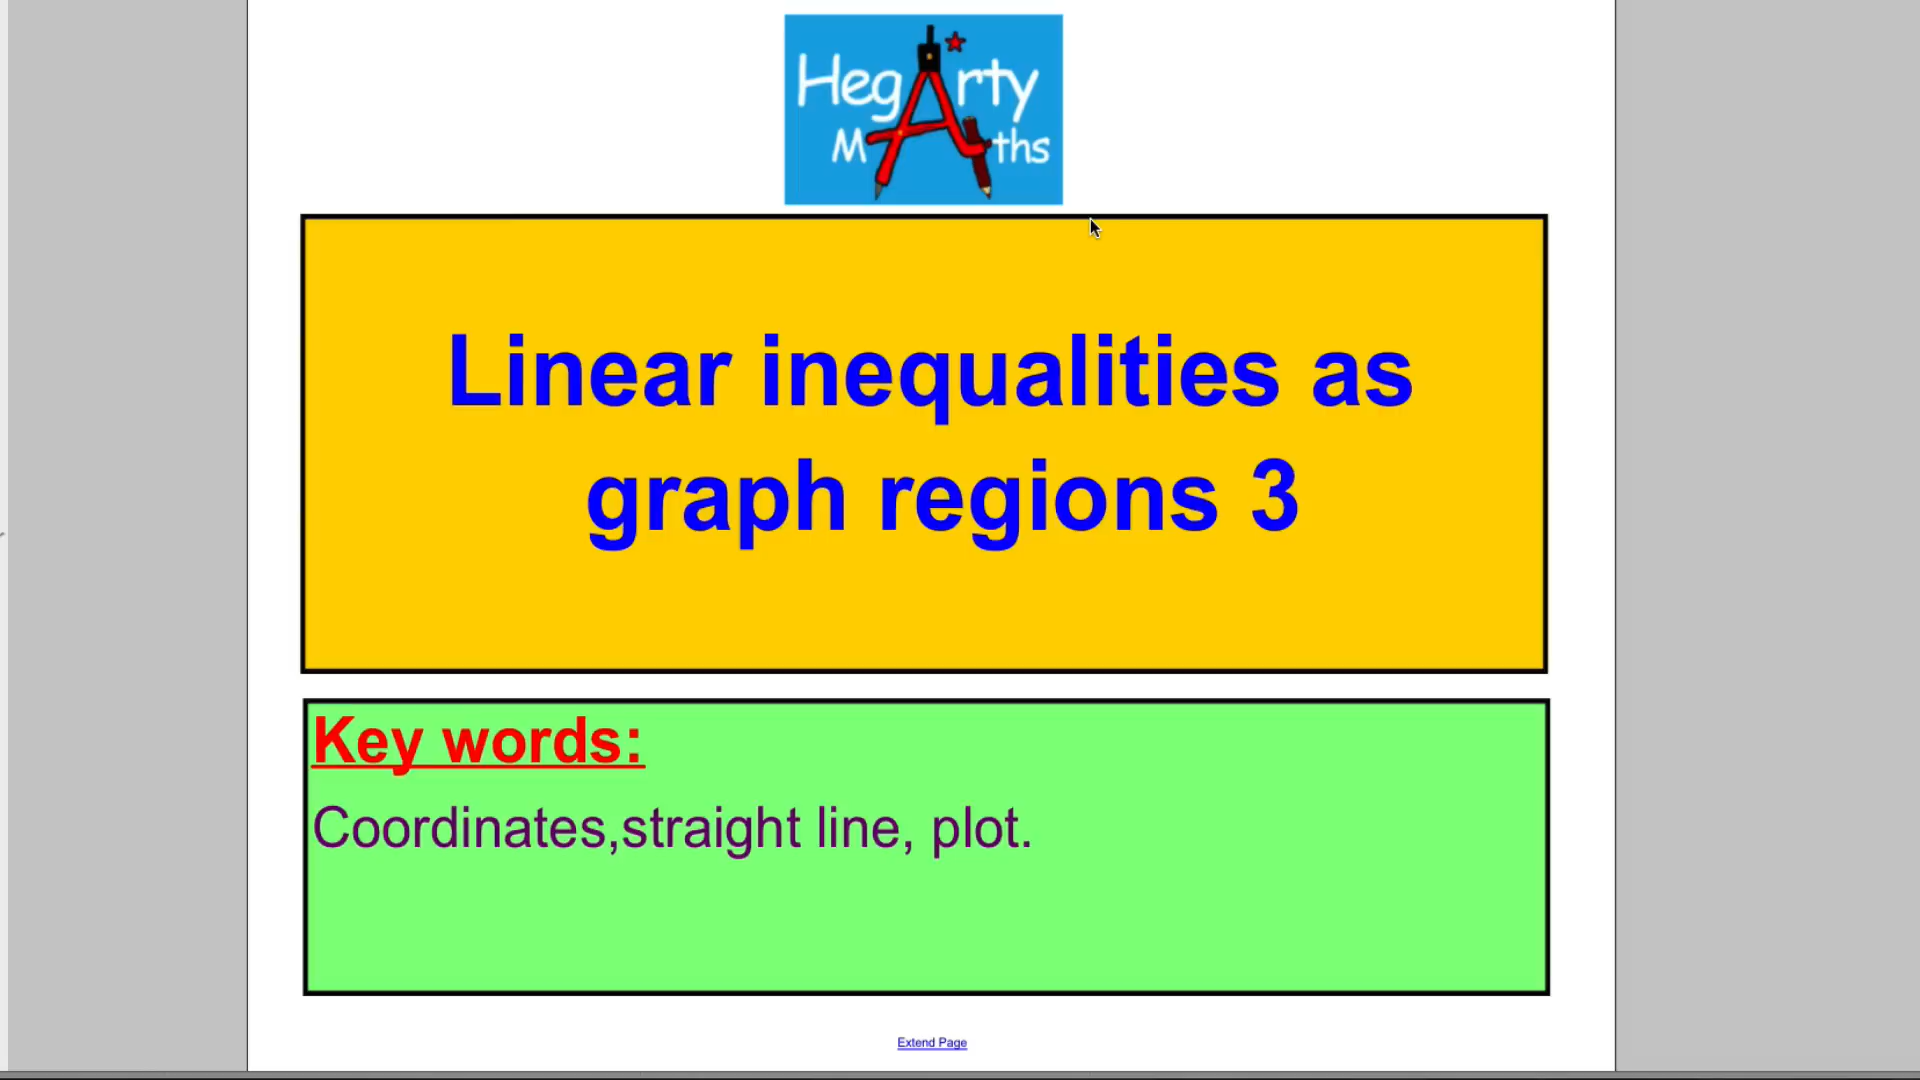 HegArty
MAths
Linear inequalities as
graph regions 3
Key words:
Coordinates,straight line, plot.
Extend Page